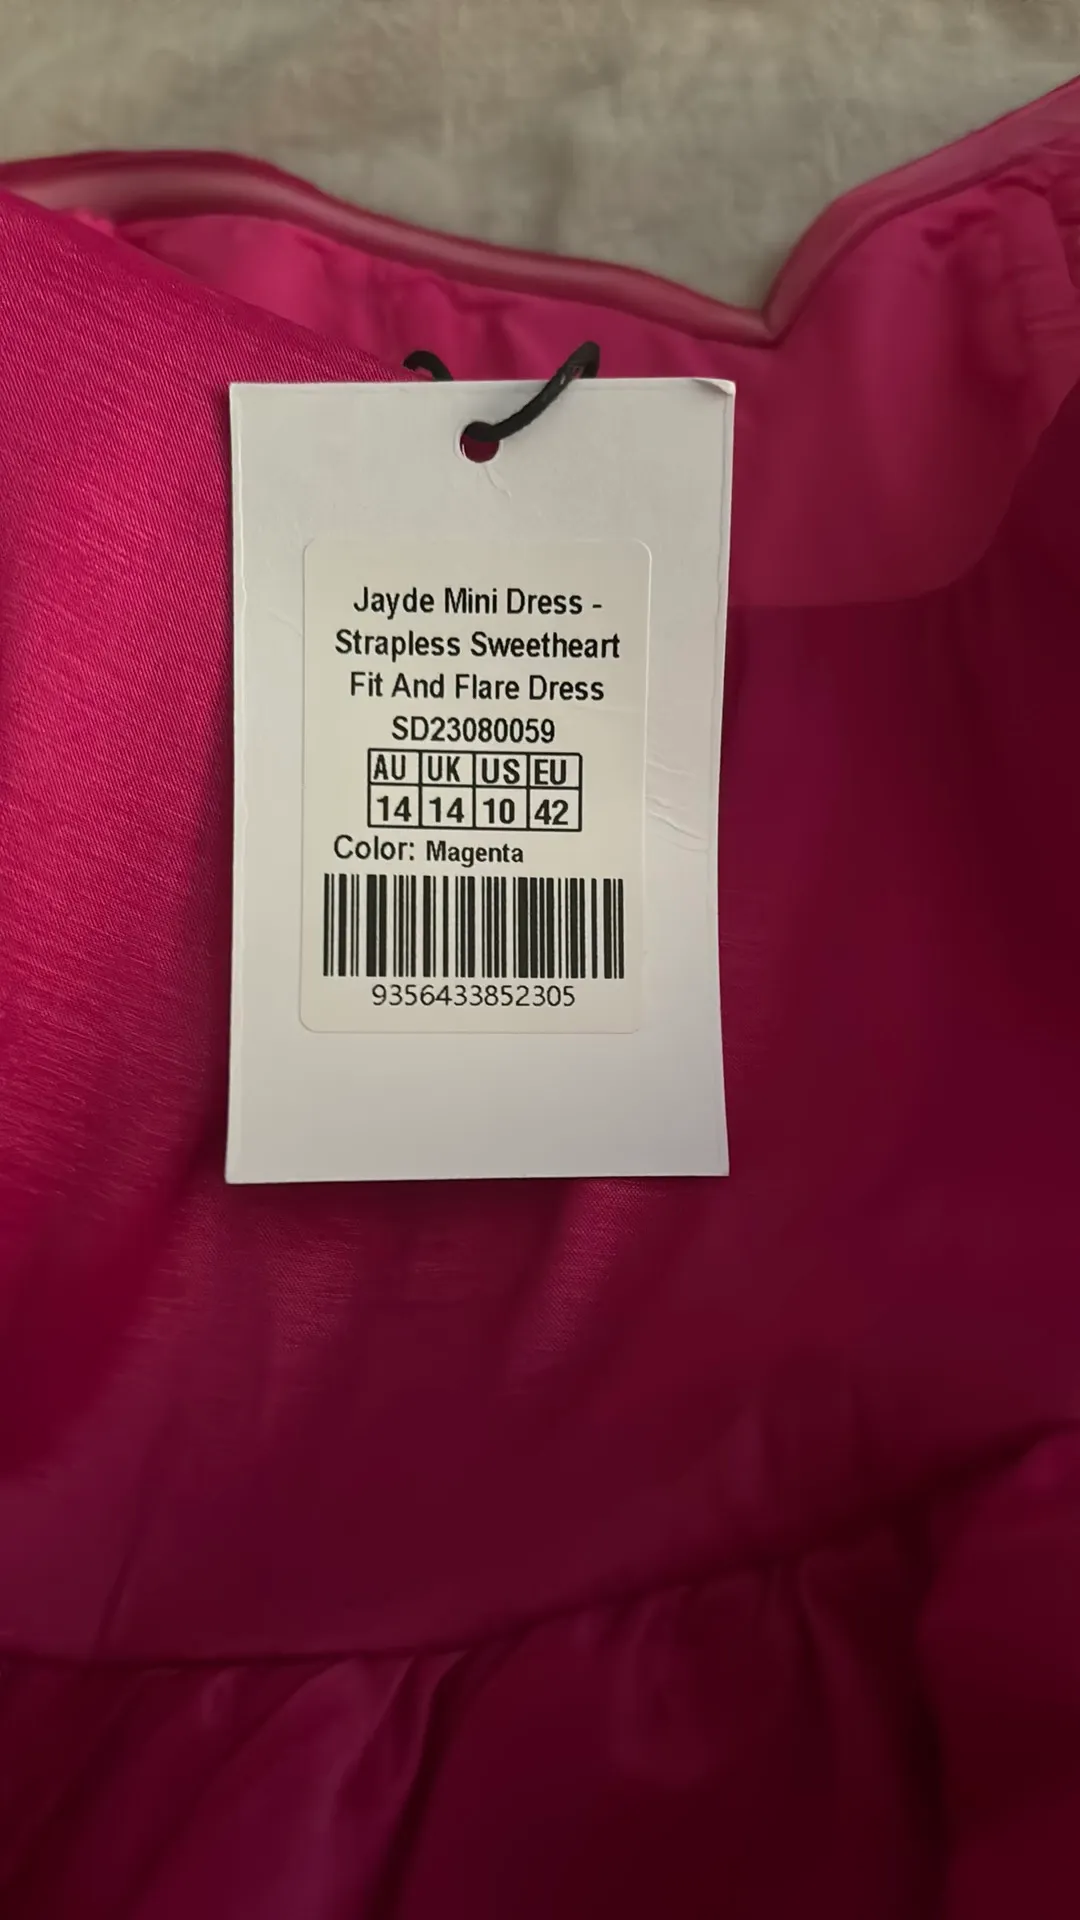 Jayde Mini Dress -
Strapless Sweetheart
Fit And Flare Dress
SD23080059
AU UK US EU
14 14 10 42
Color: Magenta
9356433852305